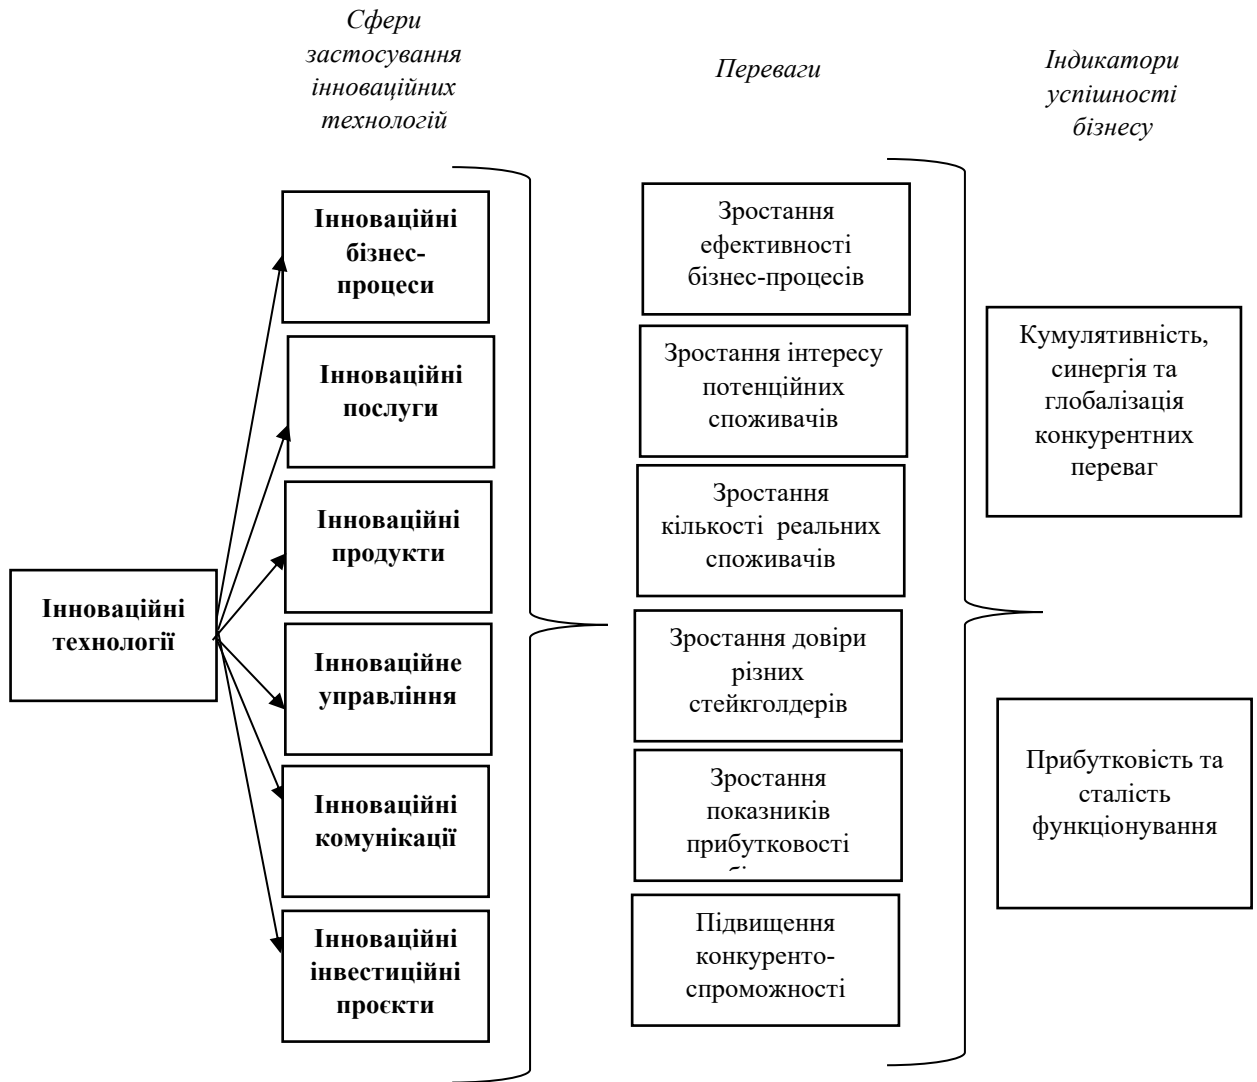 Сфери
застосування
інноваційних
технологій
Переваги
Індикатори
успішності
бізнесу
Інноваційні
технології
Інноваційні
бізнес-
процеси
Інноваційні
послуги
Інноваційні
продукти
Інноваційне
управління
Інноваційні
комунікації
Інноваційні
інвестиційні
проєкти
Зростання
ефективності
бізнес-процесів
Зростання інтересу
потенційних
споживачів
Зростання
кількості реальних
споживачів
Зростання довіри
різних
стейкголдерів
Зростання
показників
прибутковості
Підвищення
конкуренто-
спроможності
Кумулятивність,
синергія та
глобалізація
конкурентних
переваг
Прибутковість та
сталість
функціонування